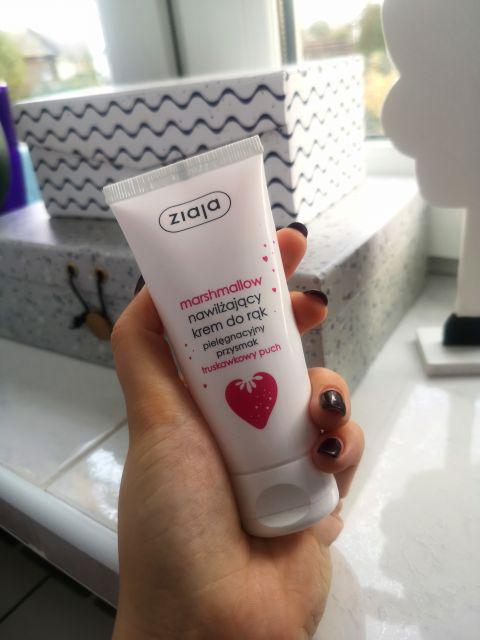 ziaja
marshmallow
nawilżający
krem do rąk
pielęgnacyjny
przysmak
truskawkowy puch